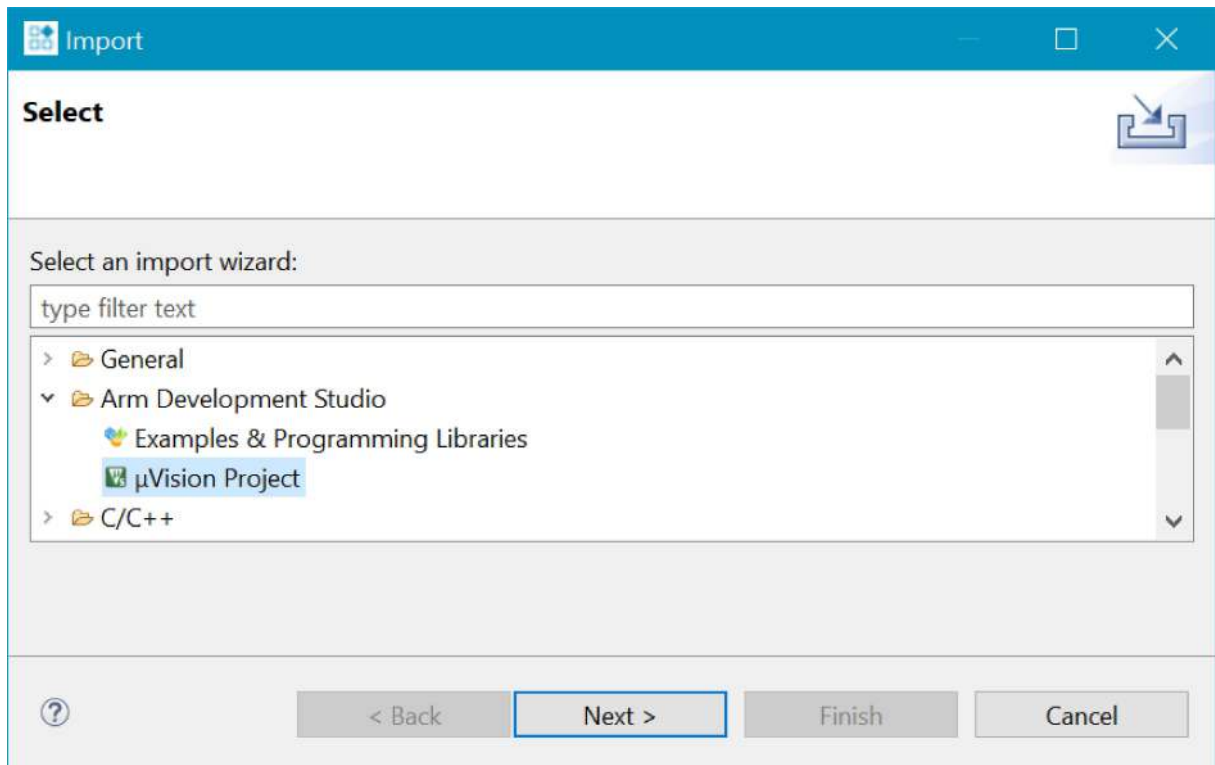 Import
Select
Select an import wizard:
type filter text
General
Arm Development Studio
Examples & Programming Libraries
µVision Project
C/C++
< Back Next > Finish Cancel